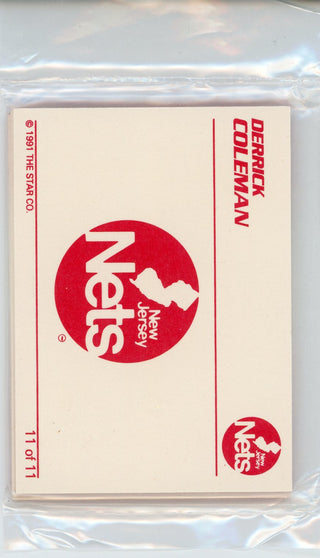 DERRICK
COLEMAN
New
Jersey
Nets
New
Jersey
Nets
© 1991 THE STAR CO.
11 of 11